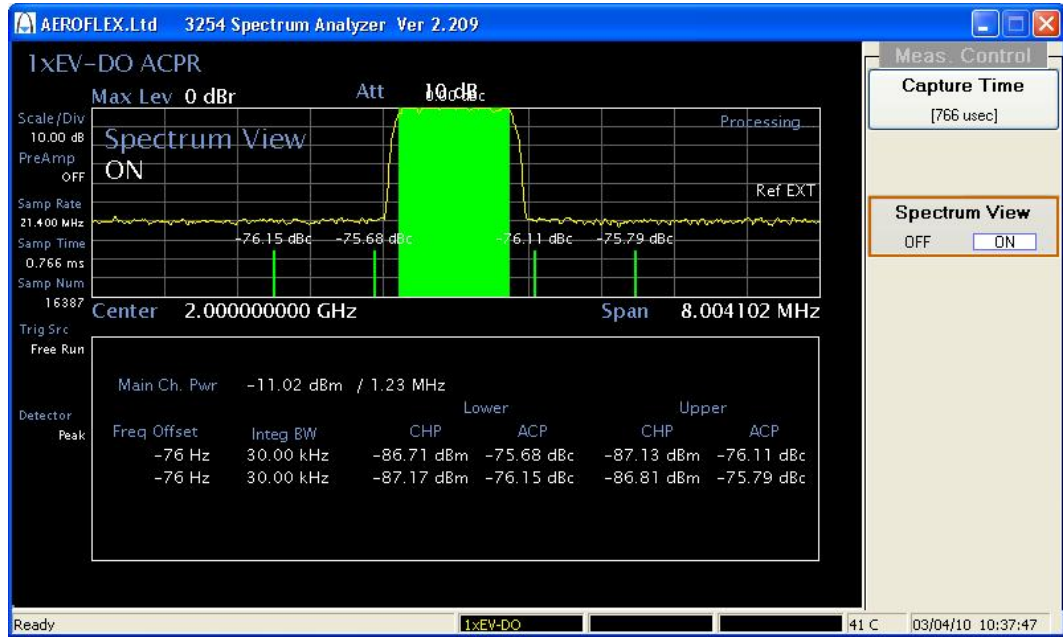 AEROFLEX.Ltd 3254 Spectrum Analyzer Ver 2.209
1xEV-DO ACPR
Max Lev 0 dBr Att 10 dB
0.00 dBc
Scale/Div
10.00 dB
PreAmp
OFF
Samp Rate
21.400 MHz
Samp Time
0.766 ms
Samp Num
16387
Trig Src
Free Run
Detector
Peak
Spectrum View
ON
Processing...
Ref EXT
-76.15 dBc -75.68 dBc -76.11 dBc -75.79 dBc
Center 2.000000000 GHz Span 8.004102 MHz
Main Ch. Pwr -11.02 dBm / 1.23 MHz
Lower Upper
Freq Offset Integ BW CHP ACP CHP ACP
-76 Hz 30.00 kHz -86.71 dBm -75.68 dBc -87.13 dBm -76.11 dBc
-76 Hz 30.00 kHz -87.17 dBm -76.15 dBc -86.81 dBm -75.79 dBc
Meas. Control
Capture Time
[766 usec]
Spectrum View
OFF ON
Ready 1xEV-DO 41 C 03/04/10 10:37:47